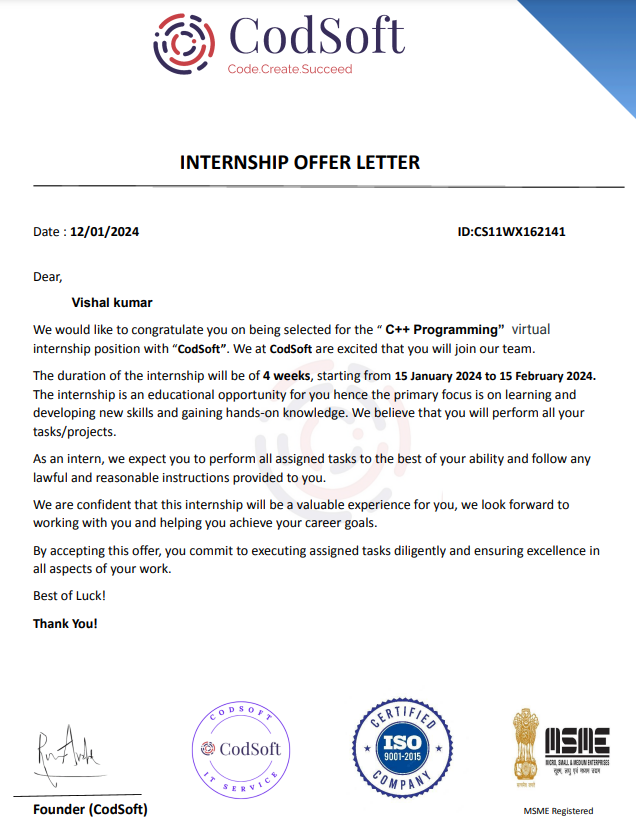 CodSoft
Code.Create.Succeed
INTERNSHIP OFFER LETTER
Date : 12/01/2024
ID:CS11WX162141
Dear,
Vishal kumar
We would like to congratulate you on being selected for the “ C++ Programming” virtual
internship position with “CodSoft”. We at CodSoft are excited that you will join our team.
The duration of the internship will be of 4 weeks, starting from 15 January 2024 to 15 February 2024.
The internship is an educational opportunity for you hence the primary focus is on learning and
developing new skills and gaining hands-on knowledge. We believe that you will perform all your
tasks/projects.
As an intern, we expect you to perform all assigned tasks to the best of your ability and follow any
lawful and reasonable instructions provided to you.
We are confident that this internship will be a valuable experience for you, we look forward to
working with you and helping you achieve your career goals.
By accepting this offer, you commit to executing assigned tasks diligently and ensuring excellence in
all aspects of your work.
Best of Luck!
Thank You!
Founder (CodSoft)
CODSOFT
CodSoft
IT SERVICE
CERTIFIED
ISO
9001-2015
COMPANY
MSME
MICRO, SMALL & MEDIUM ENTERPRISES
सूक्ष्म, लघु एवं मध्यम उद्यम
MSME Registered